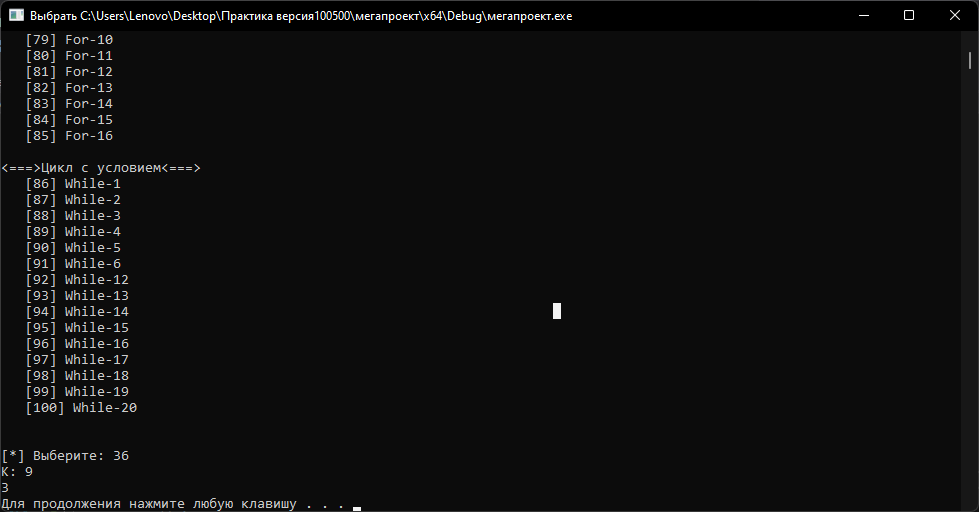 Выбрать C:\Users\Lenovo\Desktop\Практика версия100500\мегапроект\x64\Debug\мегапроект.exe
[79] For-10
[80] For-11
[81] For-12
[82] For-13
[83] For-14
[84] For-15
[85] For-16
<===>Цикл с условием<===>
[86] While-1
[87] While-2
[88] While-3
[89] While-4
[90] While-5
[91] While-6
[92] While-12
[93] While-13
[94] While-14
[95] While-15
[96] While-16
[97] While-17
[98] While-18
[99] While-19
[100] While-20
[*] Выберите: 36
K: 9
3
Для продолжения нажмите любую клавишу . . .